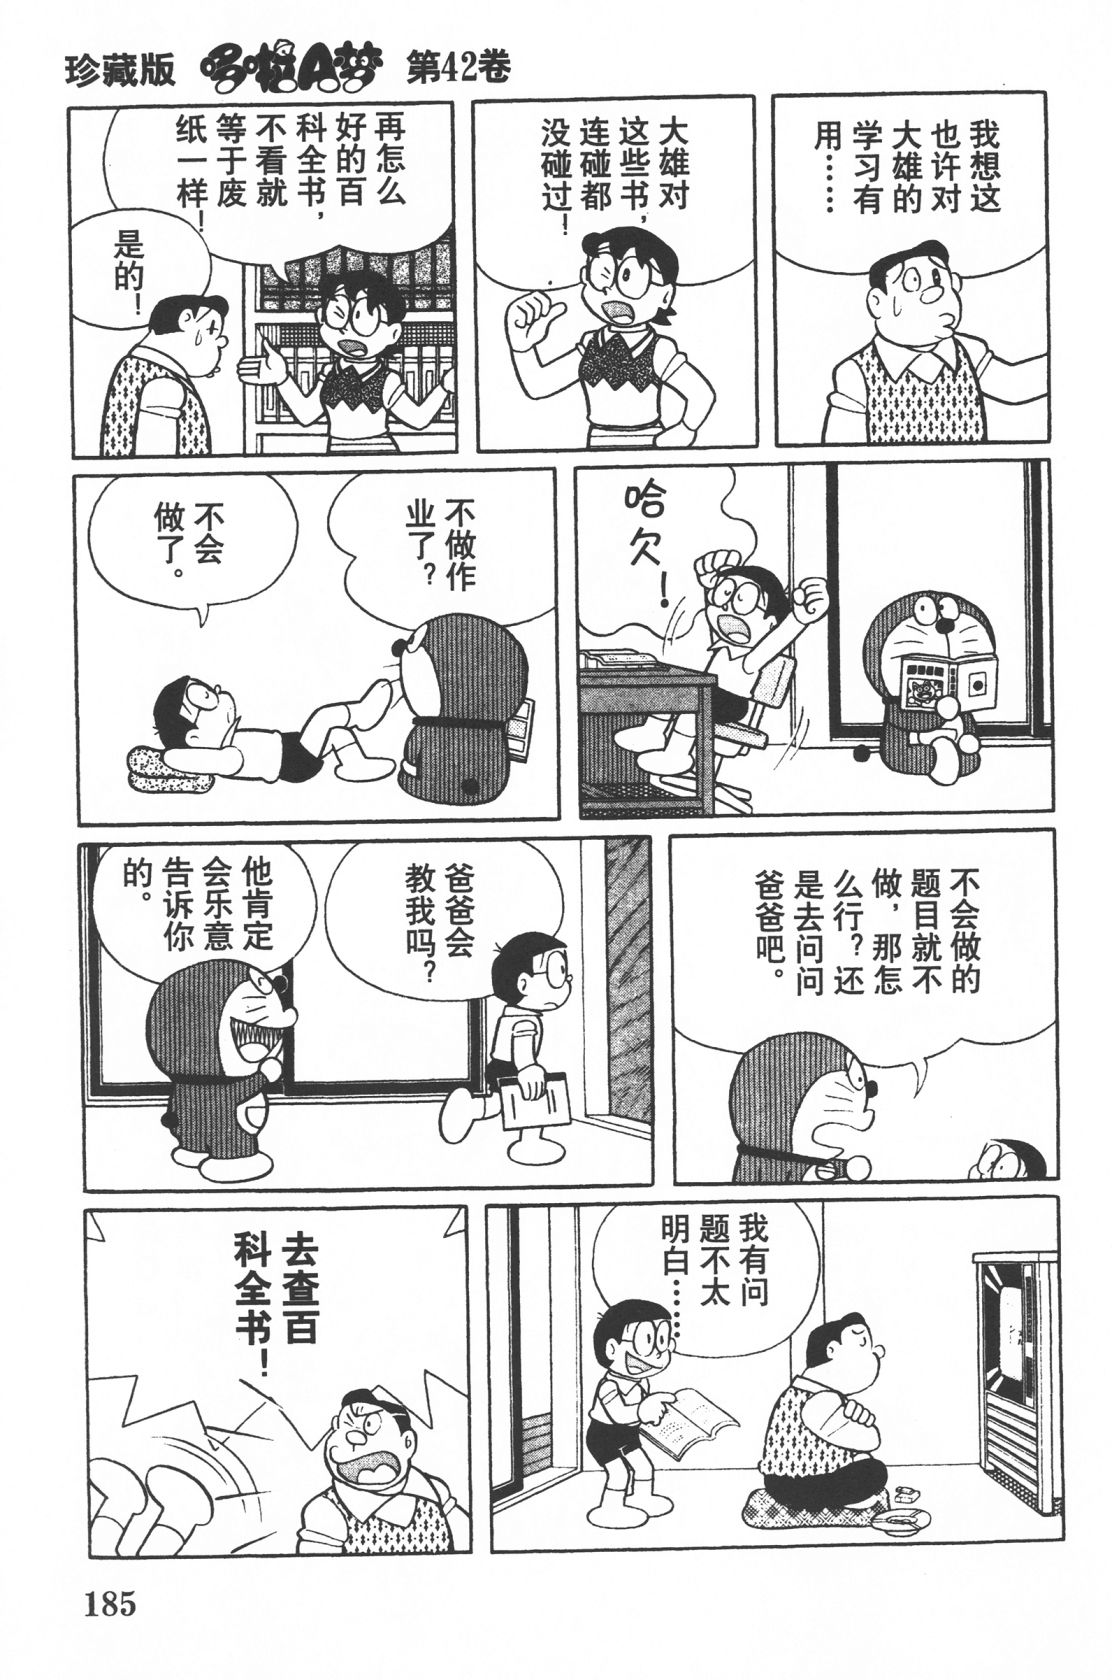 珍藏版 哆啦A梦 第42卷
我想这
也许对
大雄的
学习有
用……
大雄对
这些书，
连碰都
没碰过！
再怎么
好的百
科全书，
不看就
等于废
纸一样！
是的！
哈欠！
不做作
业了？
不会
做了。
不会做的
题目就不
做，那怎
么行？还
是去问问
爸爸吧。
爸爸会
教我吗？
他肯定
会乐意
告诉你
的。
我有问
题不太
明白……
去查百
科全书！
185